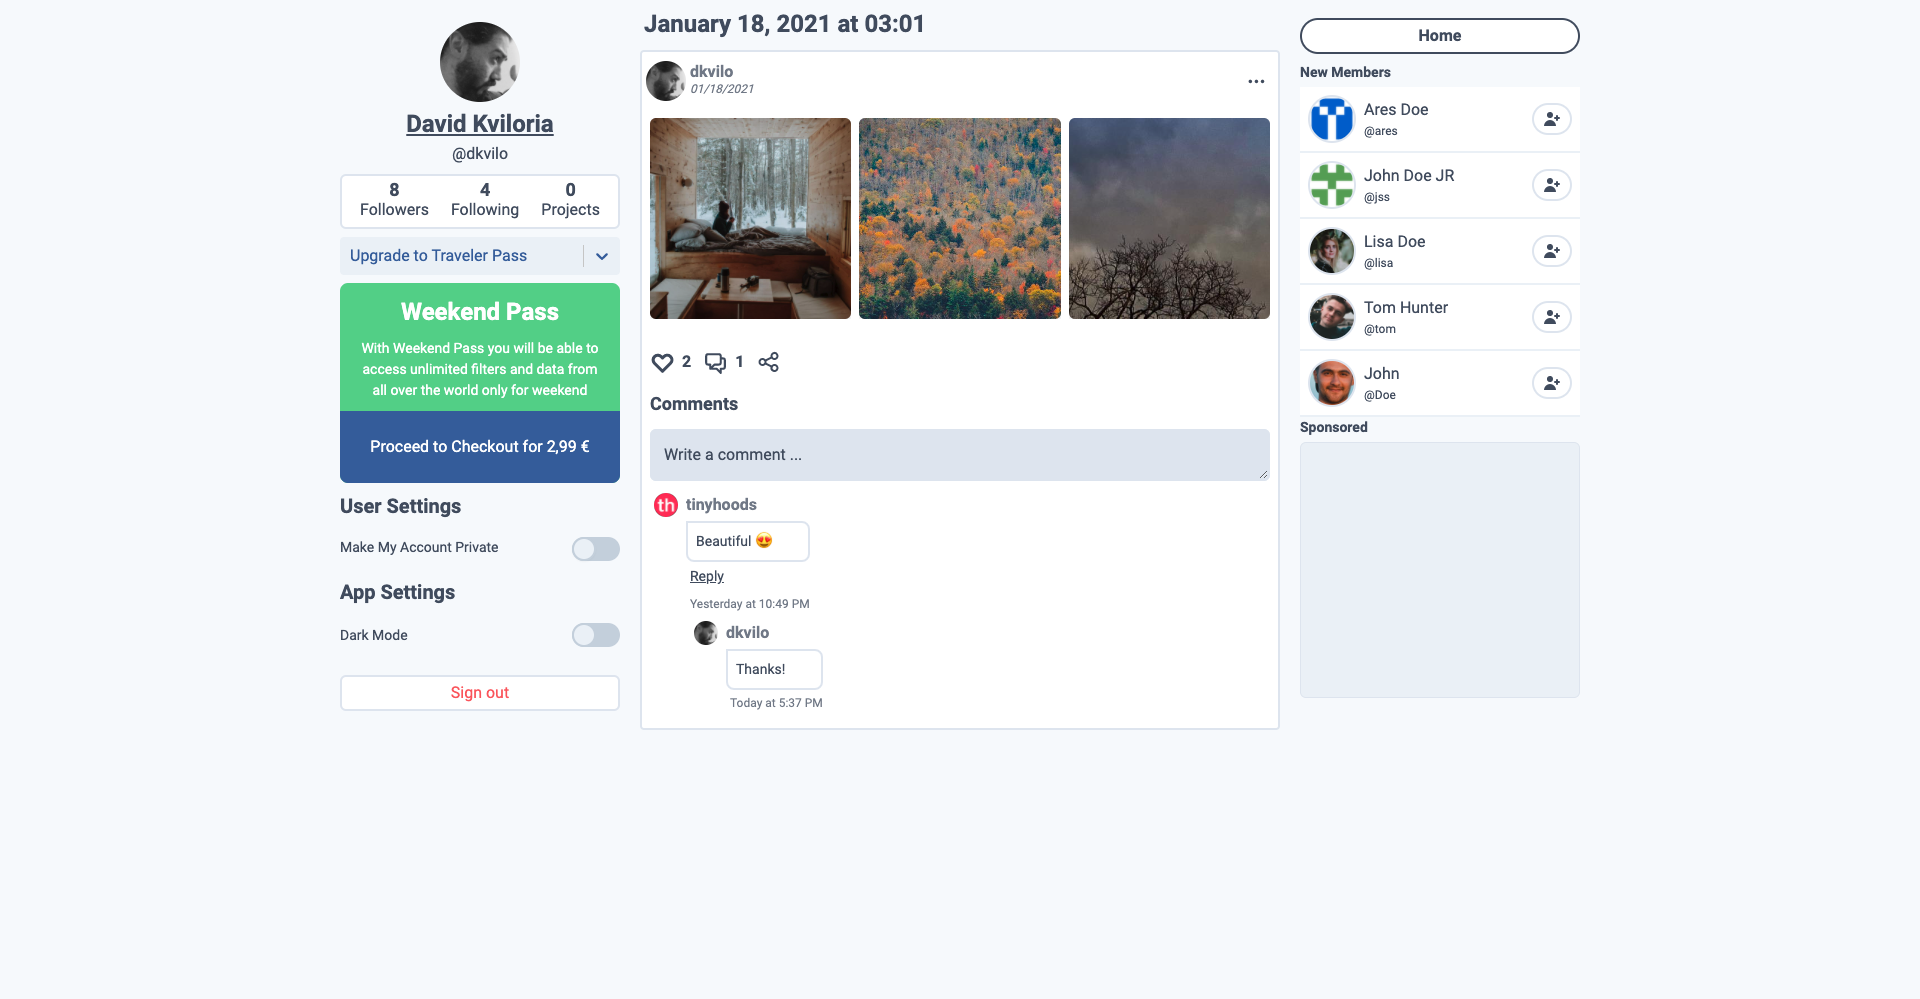 David Kviloria
@dkvilo
8
Followers
4
Following
0
Projects
Upgrade to Traveler Pass
Weekend Pass
With Weekend Pass you will be able to
access unlimited filters and data from
all over the world only for weekend
Proceed to Checkout for 2,99 €
User Settings
Make My Account Private
App Settings
Dark Mode
Sign out
January 18, 2021 at 03:01
dkvilo
01/18/2021
2
1
Comments
Write a comment ...
th
tinyhoods
Beautiful 😍
Reply
Yesterday at 10:49 PM
dkvilo
Thanks!
Today at 5:37 PM
Home
New Members
Ares Doe
@ares
John Doe JR
@jss
Lisa Doe
@lisa
Tom Hunter
@tom
John
@Doe
Sponsored